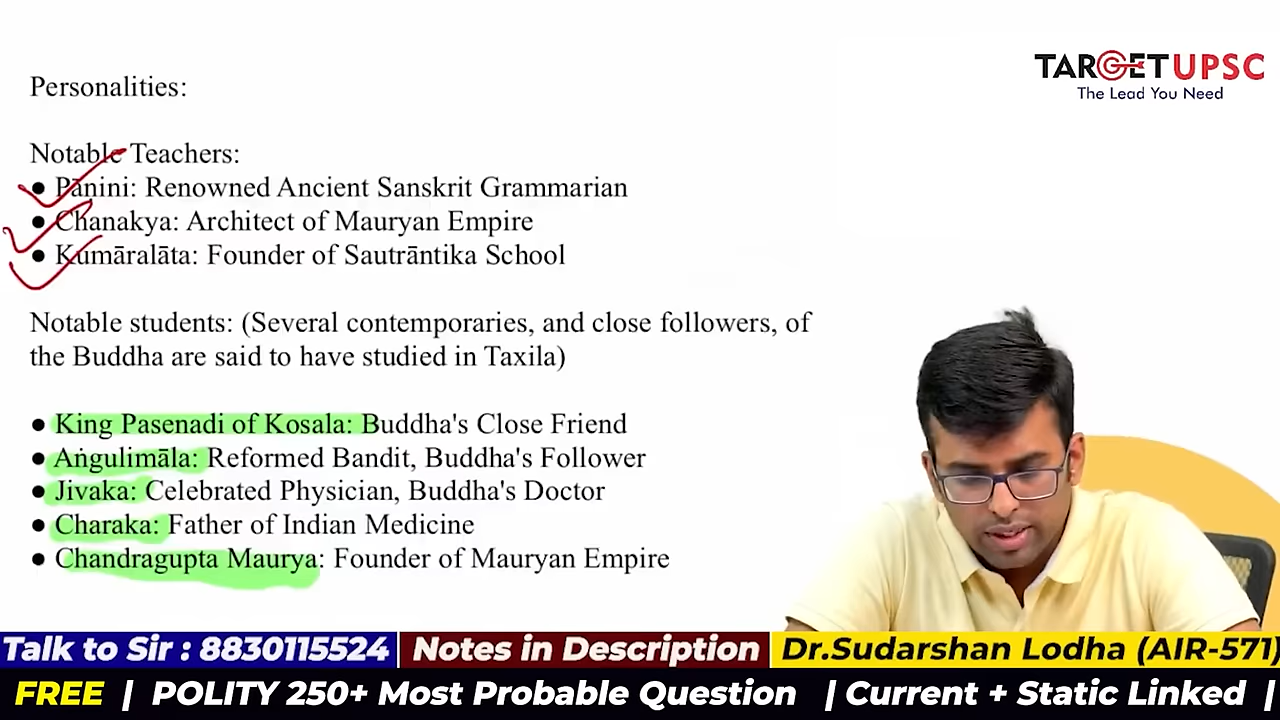 TARGET UPSC
The Lead You Need
Personalities:
Notable Teachers:
● Pānini: Renowned Ancient Sanskrit Grammarian
● Chanakya: Architect of Mauryan Empire
● Kumāralāta: Founder of Sautrāntika School
Notable students: (Several contemporaries, and close followers, of
the Buddha are said to have studied in Taxila)
● King Pasenadi of Kosala: Buddha's Close Friend
● Aṅgulimāla: Reformed Bandit, Buddha's Follower
● Jivaka: Celebrated Physician, Buddha's Doctor
● Charaka: Father of Indian Medicine
● Chandragupta Maurya: Founder of Mauryan Empire
Talk to Sir : 8830115524 Notes in Description Dr.Sudarshan Lodha (AIR-571)
FREE | POLITY 250+ Most Probable Question | Current + Static Linked |